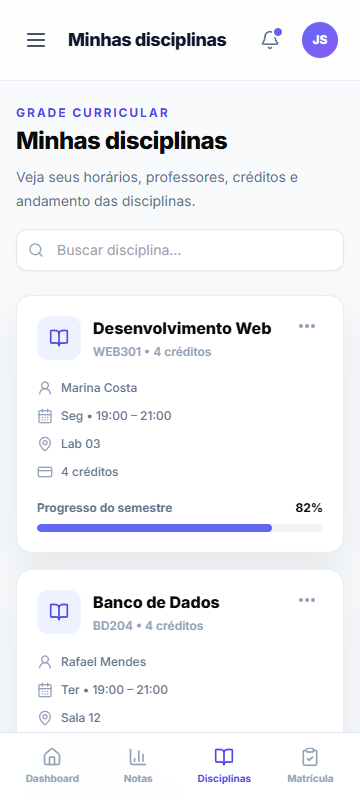 Minhas disciplinas
JS
GRADE CURRICULAR
Minhas disciplinas
Veja seus horários, professores, créditos e
andamento das disciplinas.
Buscar disciplina...
Desenvolvimento Web
WEB301 • 4 créditos
Marina Costa
Seg • 19:00 – 21:00
Lab 03
4 créditos
Progresso do semestre 82%
Banco de Dados
BD204 • 4 créditos
Rafael Mendes
Ter • 19:00 – 21:00
Sala 12
Dashboard Notas Disciplinas Matrícula